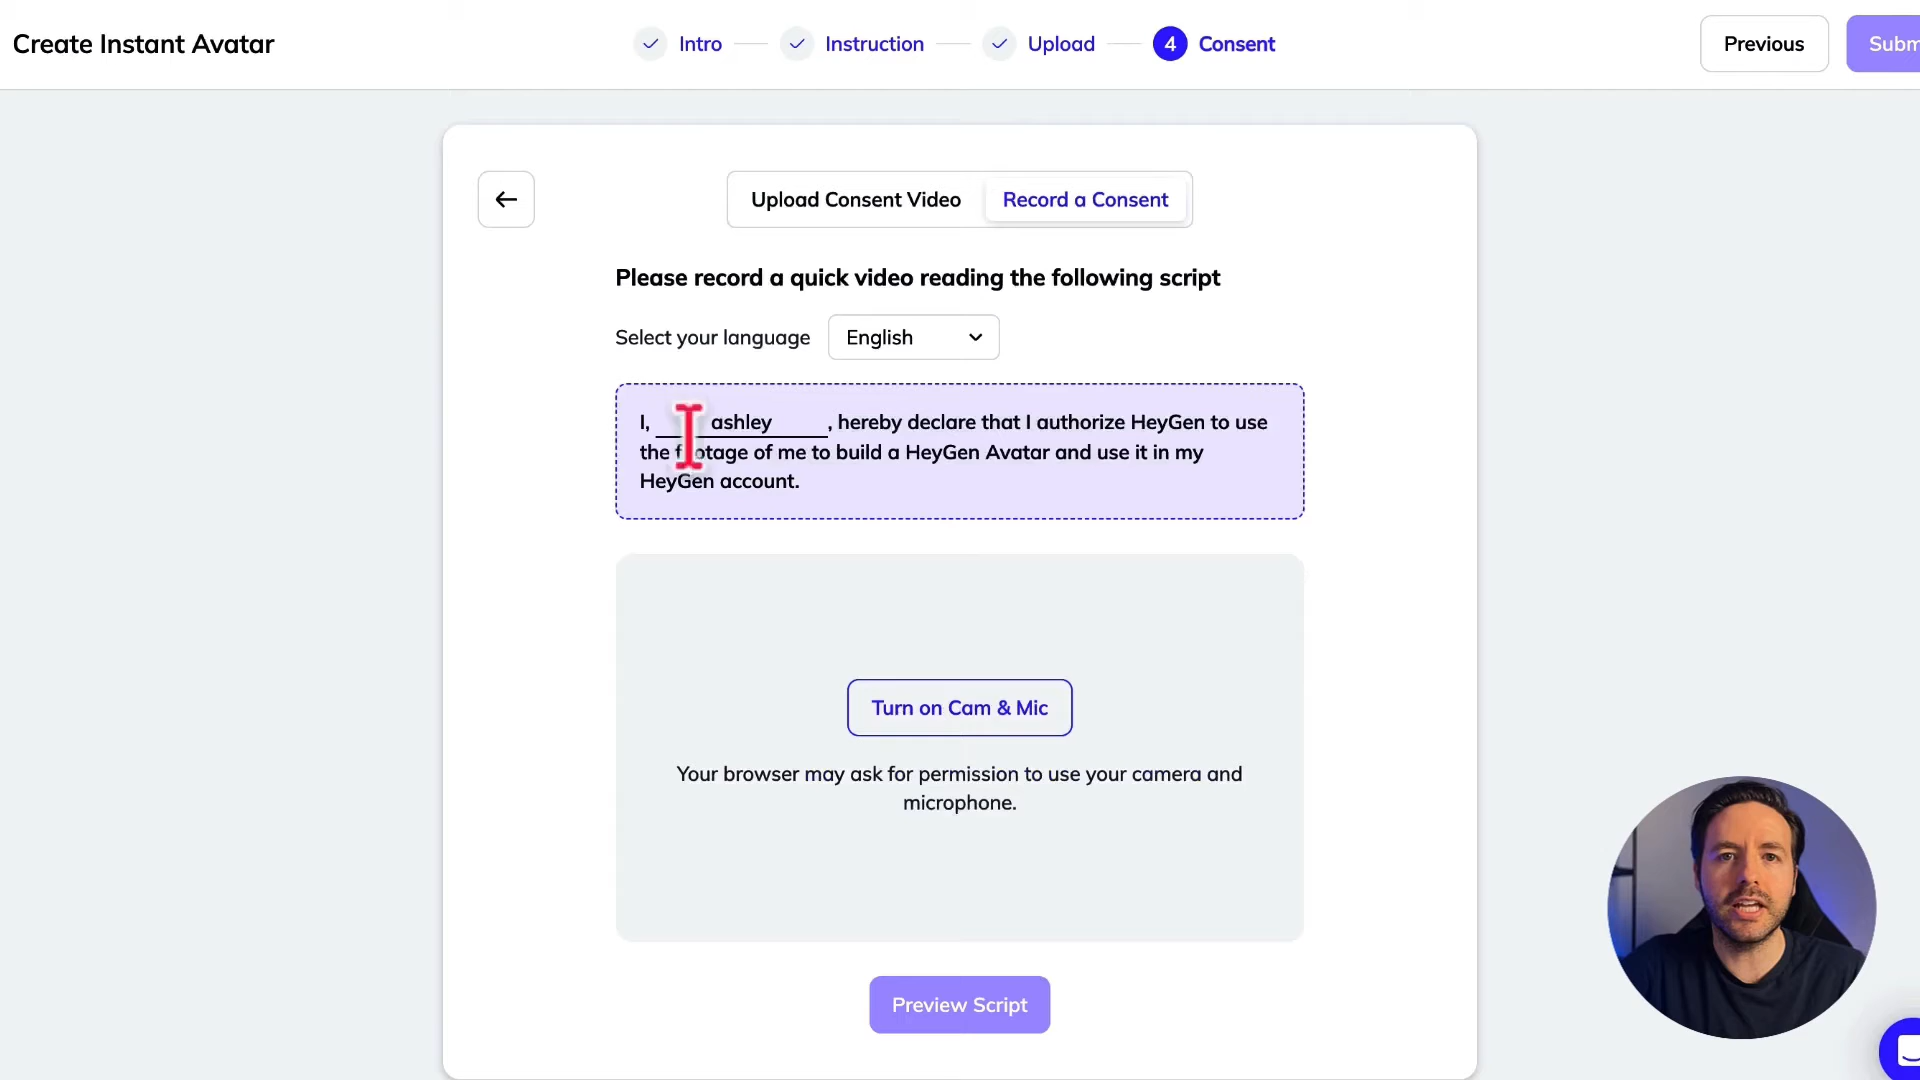 Create Instant Avatar
Intro
Instruction
Upload
4 Consent
Previous
Subm
Upload Consent Video
Record a Consent
Please record a quick video reading the following script
Select your language English
I, ashley, hereby declare that I authorize HeyGen to use
the footage of me to build a HeyGen Avatar and use it in my
HeyGen account.
Turn on Cam & Mic
Your browser may ask for permission to use your camera and
microphone.
Preview Script